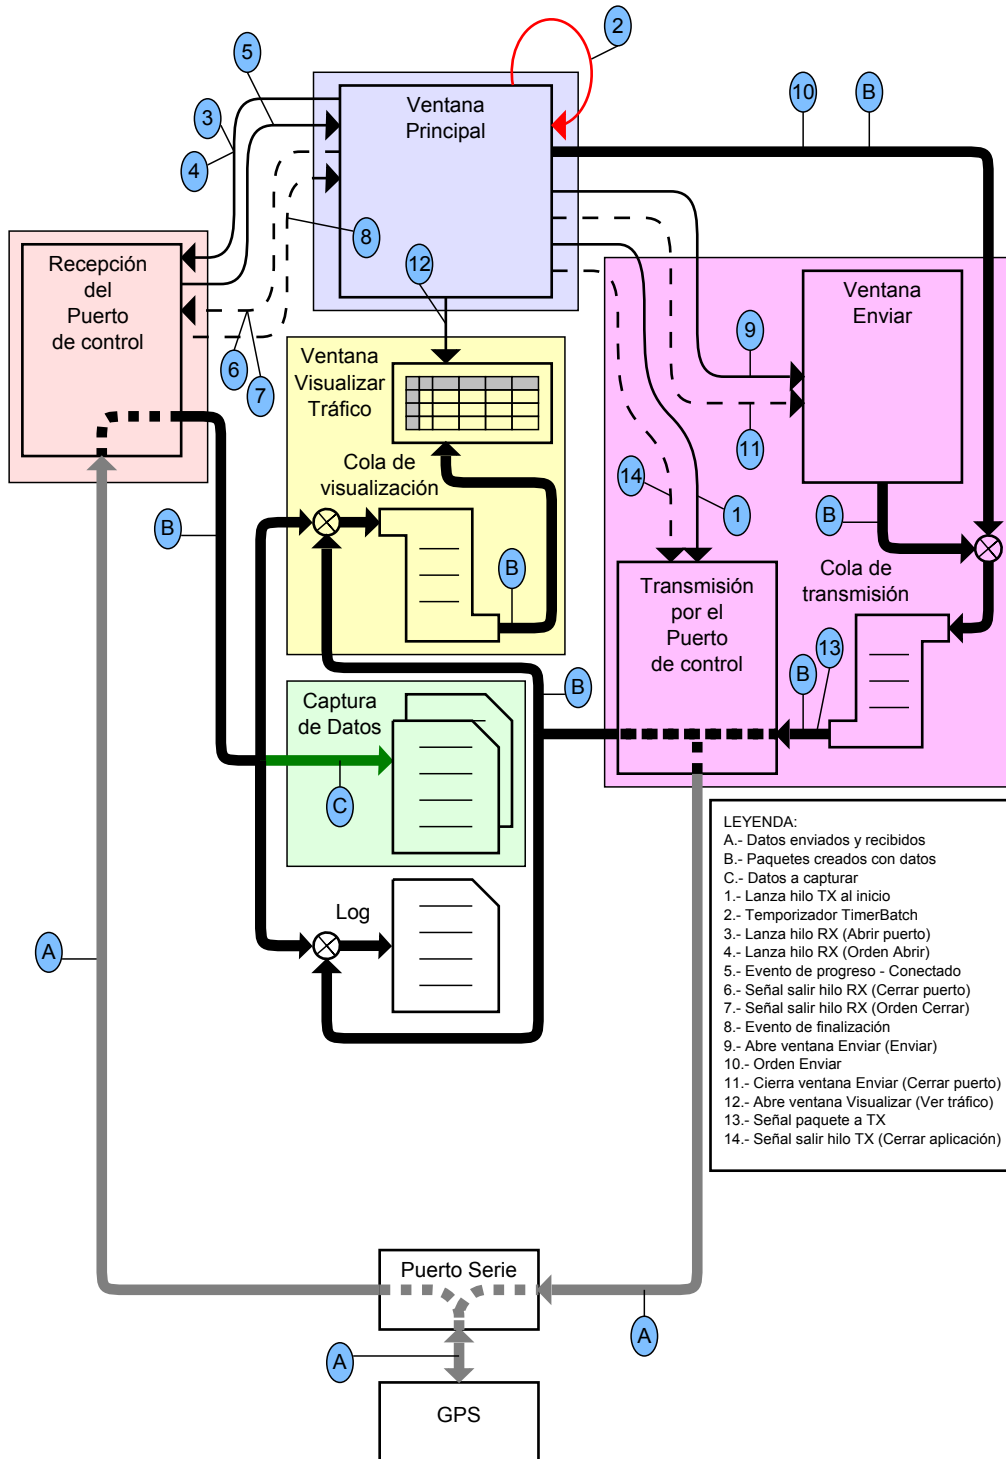 2
5
10
B
3
4
Ventana
Principal
8
12
Recepción
del
Puerto
de control
6
7
Ventana
Enviar
9
11
Ventana
Visualizar
Tráfico
Cola de
visualización
14
1
B
B
B
Cola de
transmisión
Transmisión
por el
Puerto
de control
13
B
B
Captura
de Datos
C
Log
A
LEYENDA:
A.- Datos enviados y recibidos
B.- Paquetes creados con datos
C.- Datos a capturar
1.- Lanza hilo TX al inicio
2.- Temporizador TimerBatch
3.- Lanza hilo RX (Abrir puerto)
4.- Lanza hilo RX (Orden Abrir)
5.- Evento de progreso - Conectado
6.- Señal salir hilo RX (Cerrar puerto)
7.- Señal salir hilo RX (Orden Cerrar)
8.- Evento de finalización
9.- Abre ventana Enviar (Enviar)
10.- Orden Enviar
11.- Cierra ventana Enviar (Cerrar puerto)
12.- Abre ventana Visualizar (Ver tráfico)
13.- Señal paquete a TX
14.- Señal salir hilo TX (Cerrar aplicación)
Puerto Serie
A
A
GPS